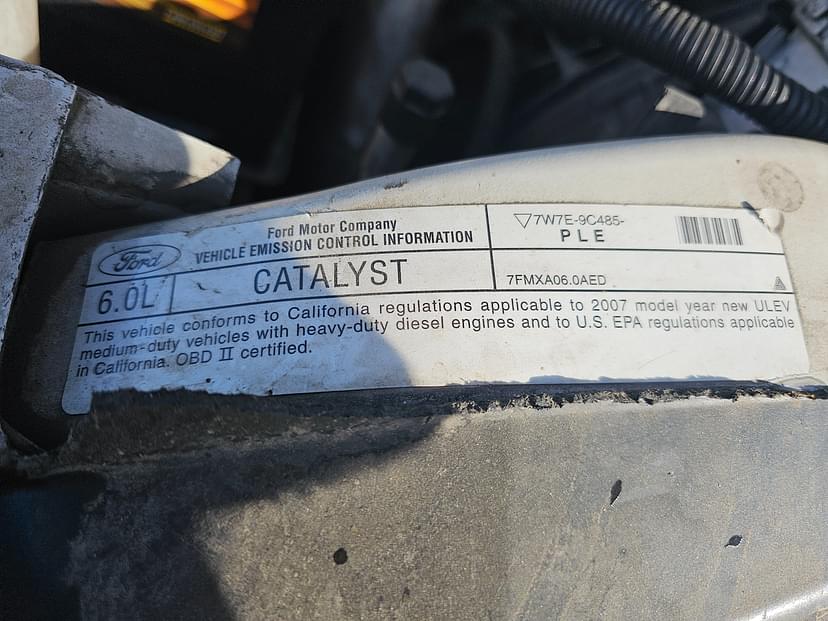 Ford
Ford Motor Company
VEHICLE EMISSION CONTROL INFORMATION
7W7E-9C485-
PLE
6.0L
CATALYST
7FMXA06.0AED
This vehicle conforms to California regulations applicable to 2007 model year new ULEV
medium-duty vehicles with heavy-duty diesel engines and to U.S. EPA regulations applicable
in California. OBD II certified.